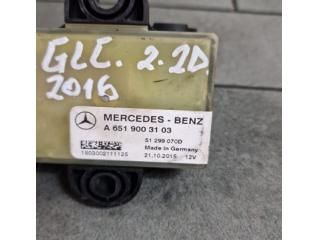 GLC. 2.2D
2016
MERCEDES - BENZ
A 651 900 31 03
51 299 070D
Made in Germany
1503002111125
21.10.2015 12V